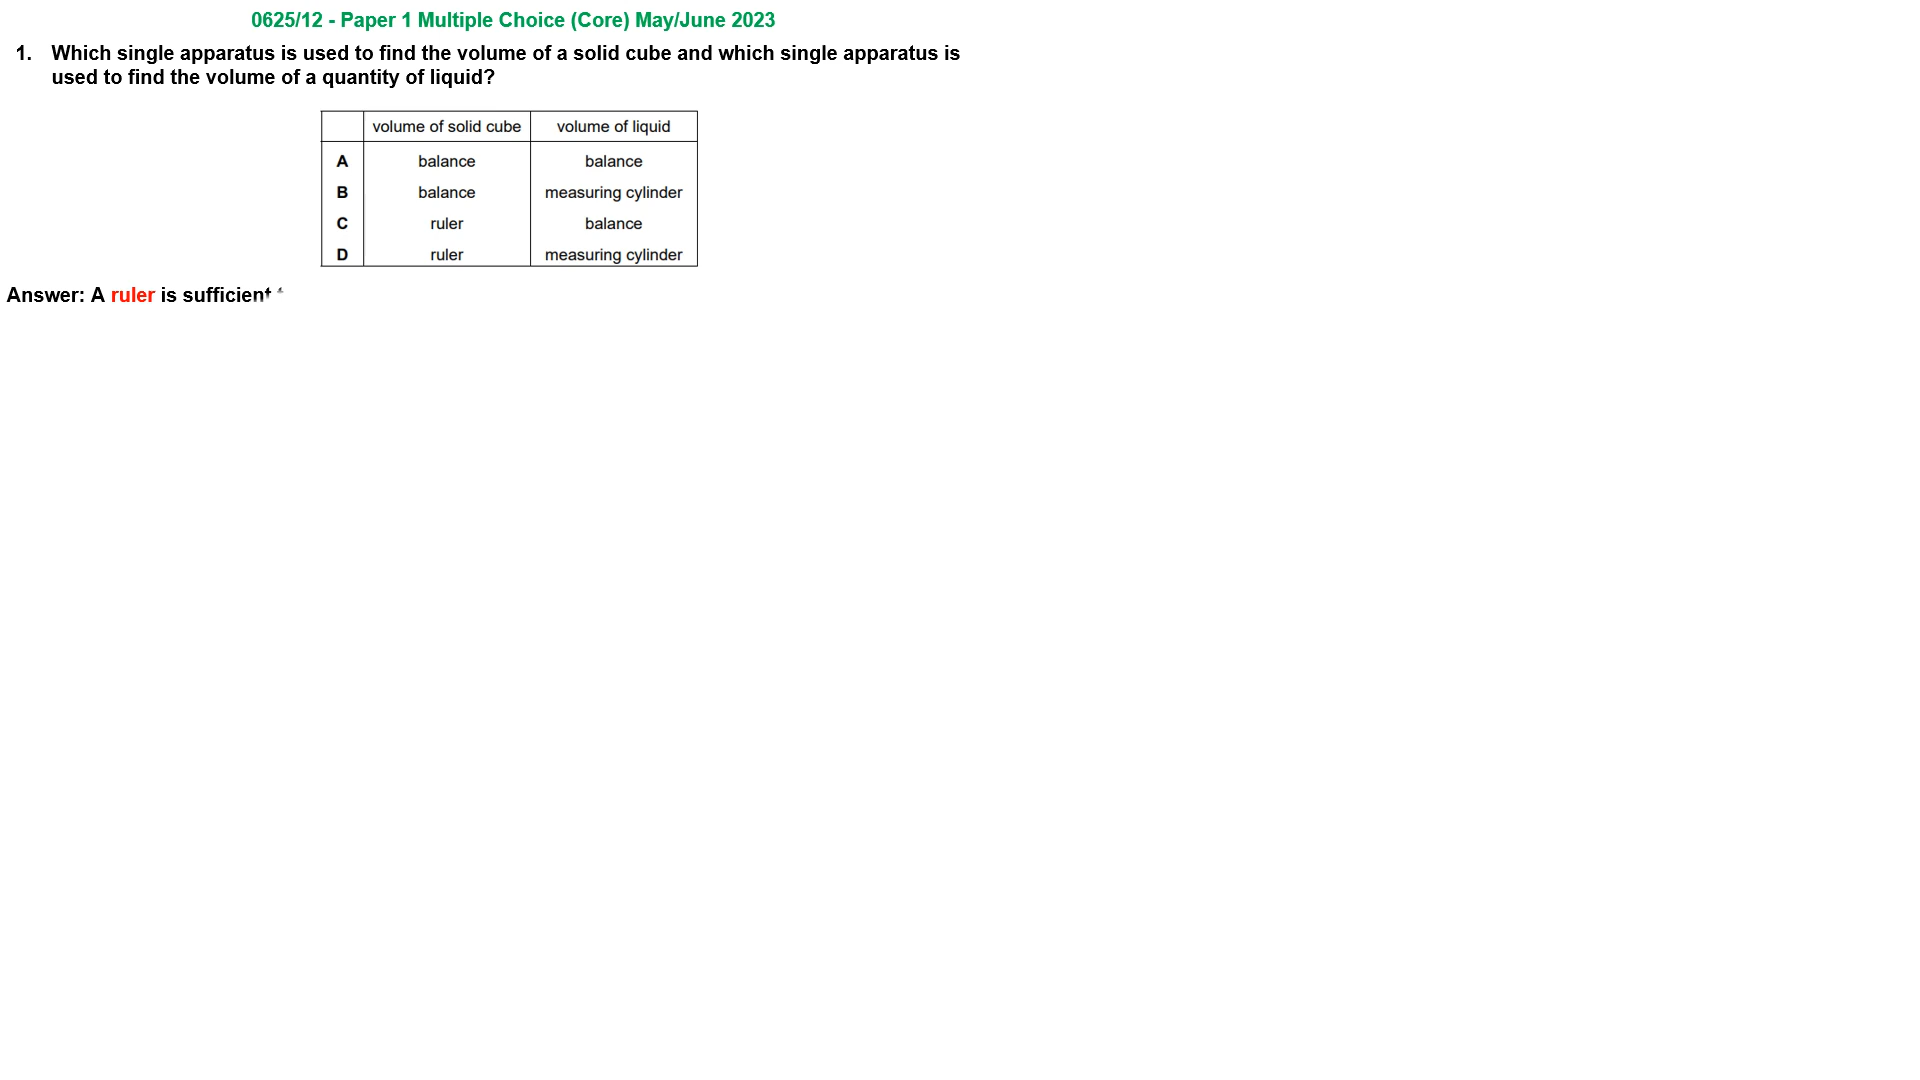 0625/12 - Paper 1 Multiple Choice (Core) May/June 2023
1. Which single apparatus is used to find the volume of a solid cube and which single apparatus is
used to find the volume of a quantity of liquid?
volume of solid cube volume of liquid
A balance balance
B balance measuring cylinder
C ruler balance
D ruler measuring cylinder
Answer: A ruler is sufficient